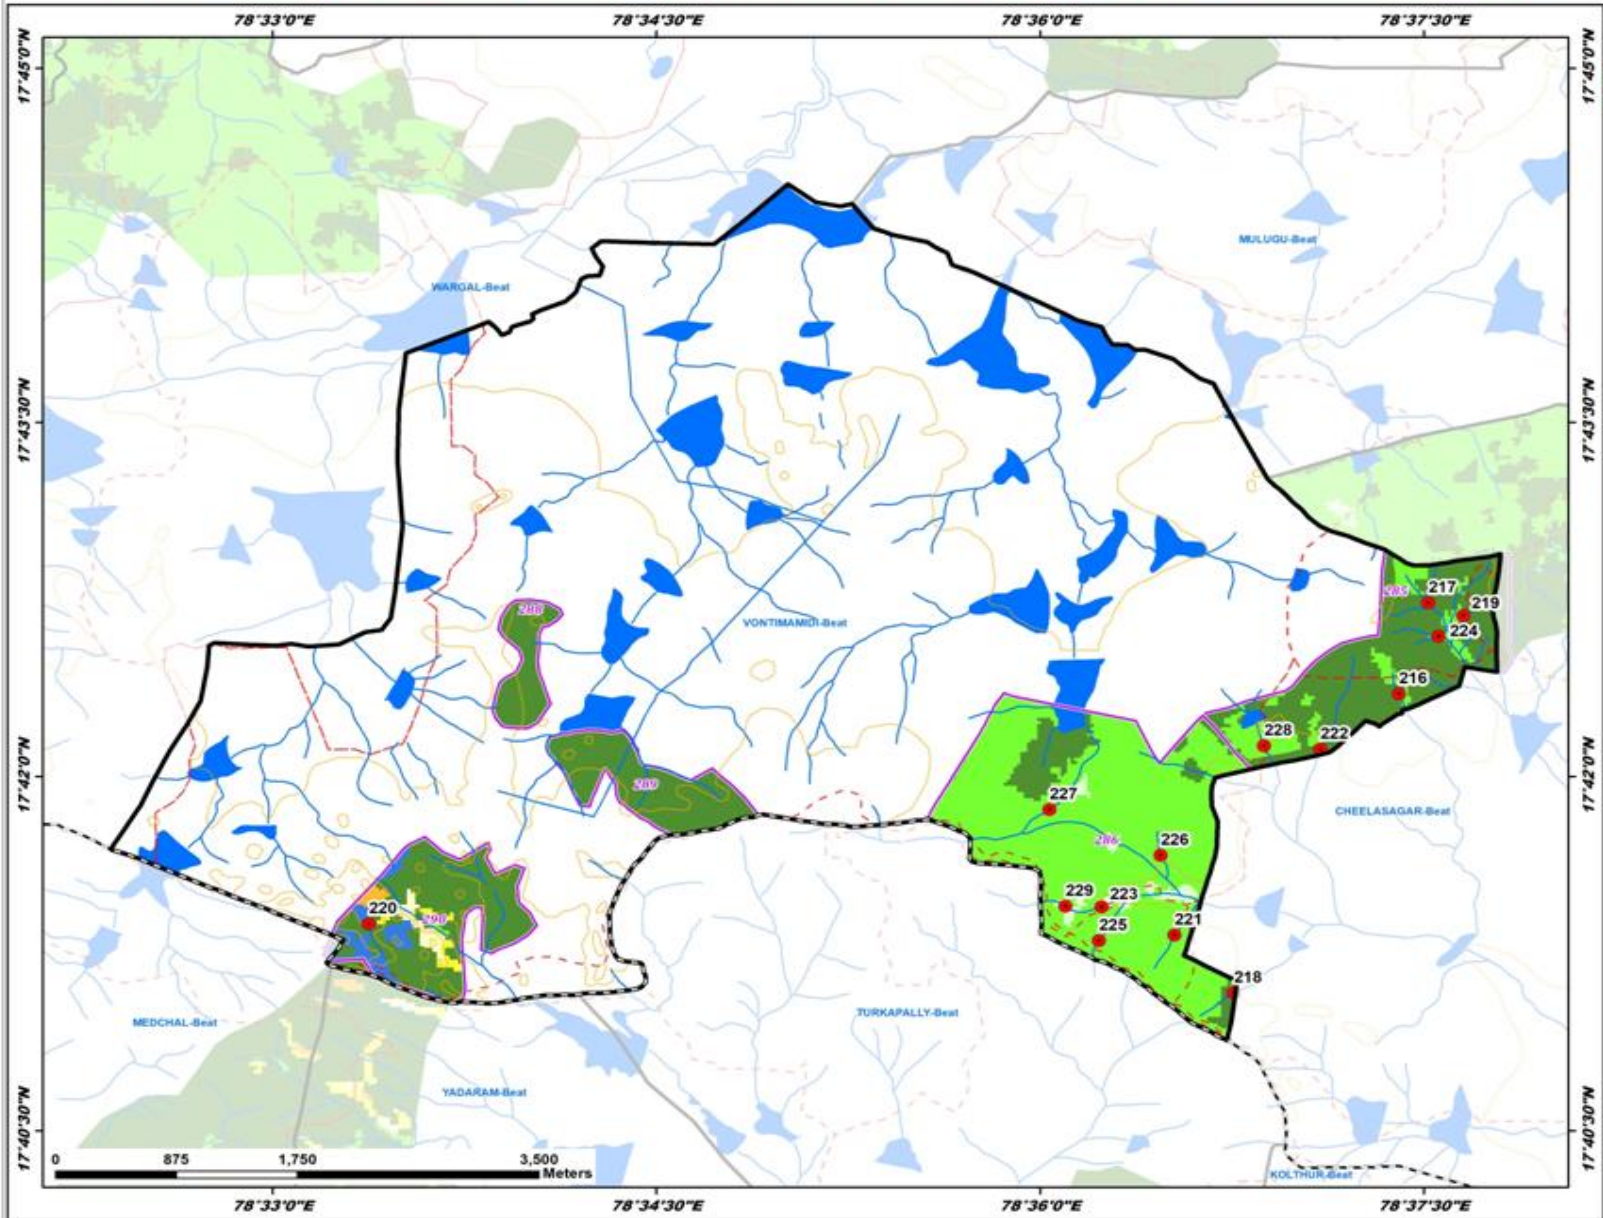 78°33'0"E 78°34'30"E 78°36'0"E 78°37'30"E
17°45'0"N 17°45'0"N
MULUGU-Beat
WARGAL-Beat
17°43'30"N 17°43'30"N
217
285
219
288
VONTIMAMIDI-Beat
224
216
228
222
17°42'0"N 17°42'0"N
289
227
CHEELASAGAR-Beat
286
226
229 223
220
290
225
221
218
MEDCHAL-Beat
TURKAPALLY-Beat
YADARAM-Beat
17°40'30"N 17°40'30"N
0 875 1,750 3,500
Meters
KOLTHUR-Beat
78°33'0"E 78°34'30"E 78°36'0"E 78°37'30"E